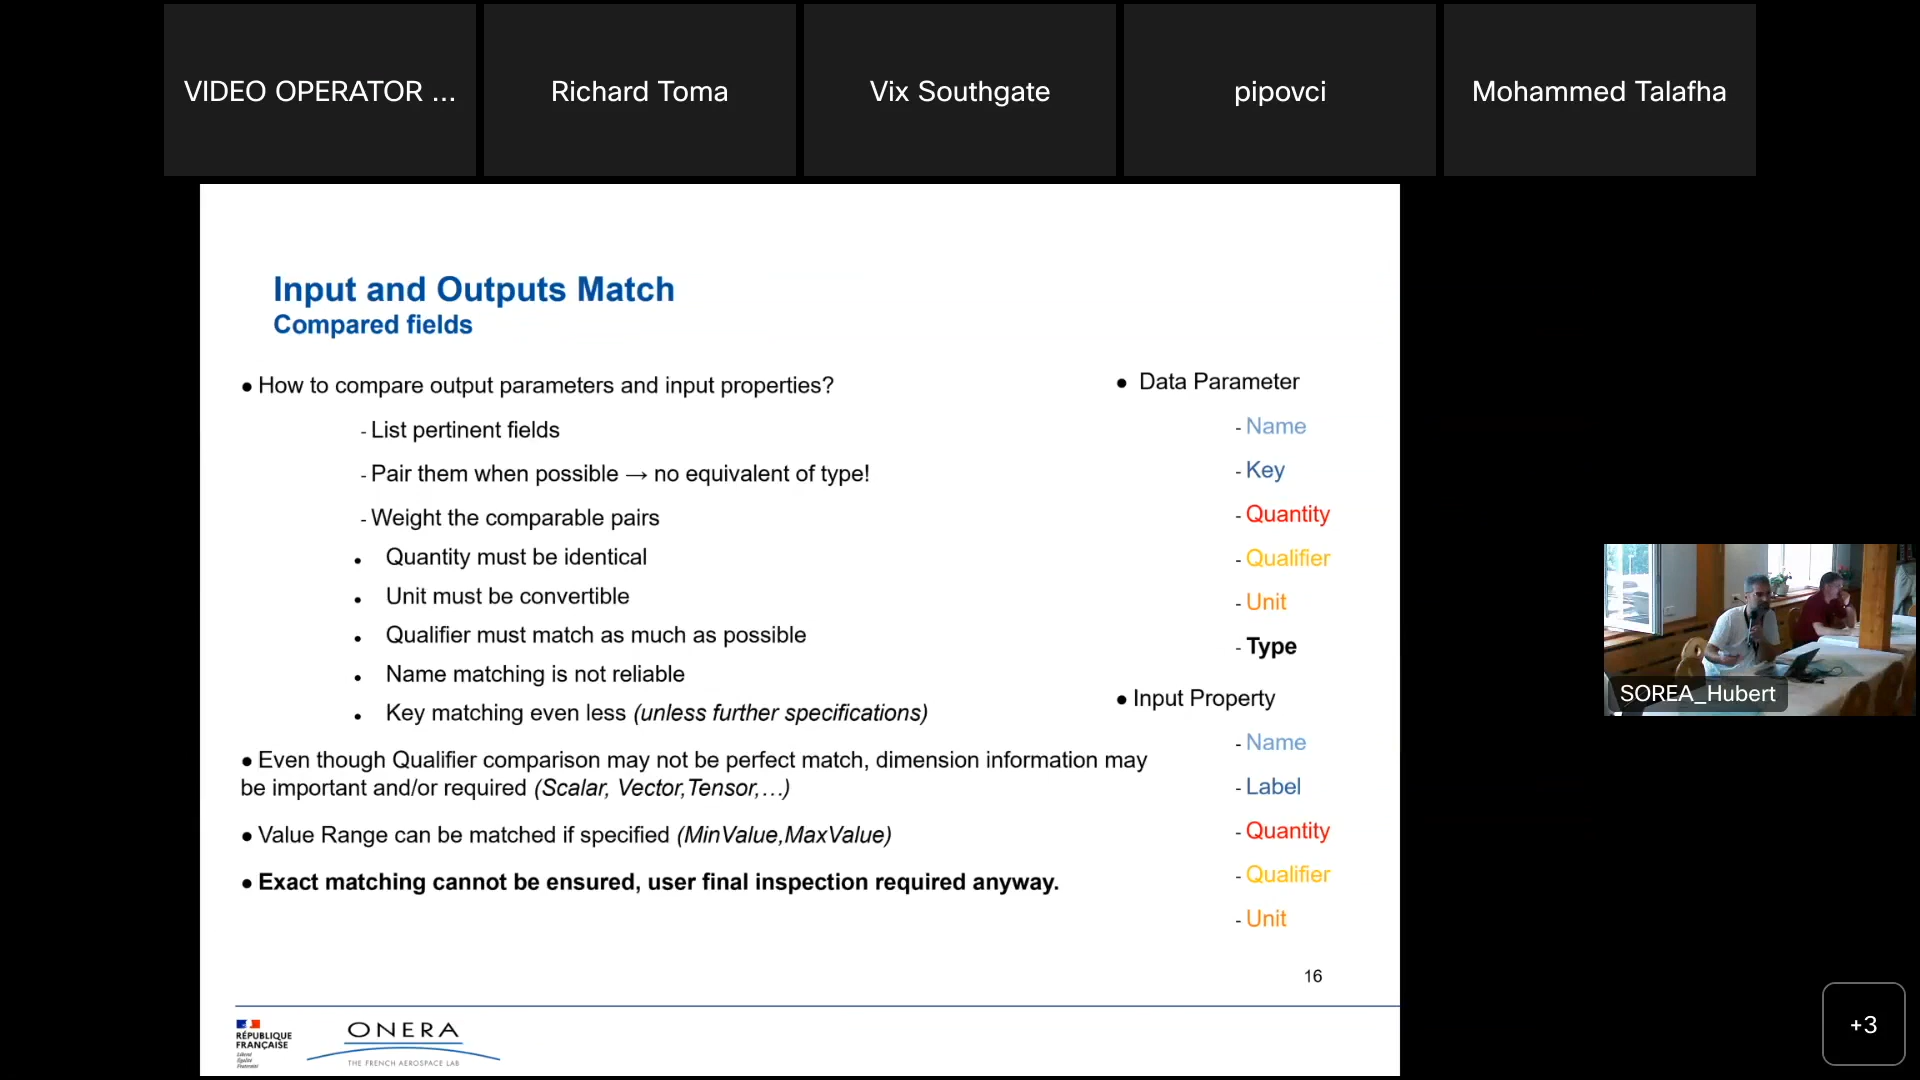 VIDEO OPERATOR ...
Richard Toma
Vix Southgate
pipovci
Mohammed Talafha
Input and Outputs Match
Compared fields
● How to compare output parameters and input properties?
- List pertinent fields
- Pair them when possible → no equivalent of type!
- Weight the comparable pairs
• Quantity must be identical
• Unit must be convertible
• Qualifier must match as much as possible
• Name matching is not reliable
• Key matching even less (unless further specifications)
● Even though Qualifier comparison may not be perfect match, dimension information may
be important and/or required (Scalar, Vector,Tensor,…)
● Value Range can be matched if specified (MinValue,MaxValue)
● Exact matching cannot be ensured, user final inspection required anyway.
● Data Parameter
- Name
- Key
- Quantity
- Qualifier
- Unit
- Type
● Input Property
- Name
- Label
- Quantity
- Qualifier
- Unit
16
RÉPUBLIQUE
FRANÇAISE
Liberté
Égalité
Fraternité
ONERA
THE FRENCH AEROSPACE LAB
SOREA_Hubert
+3